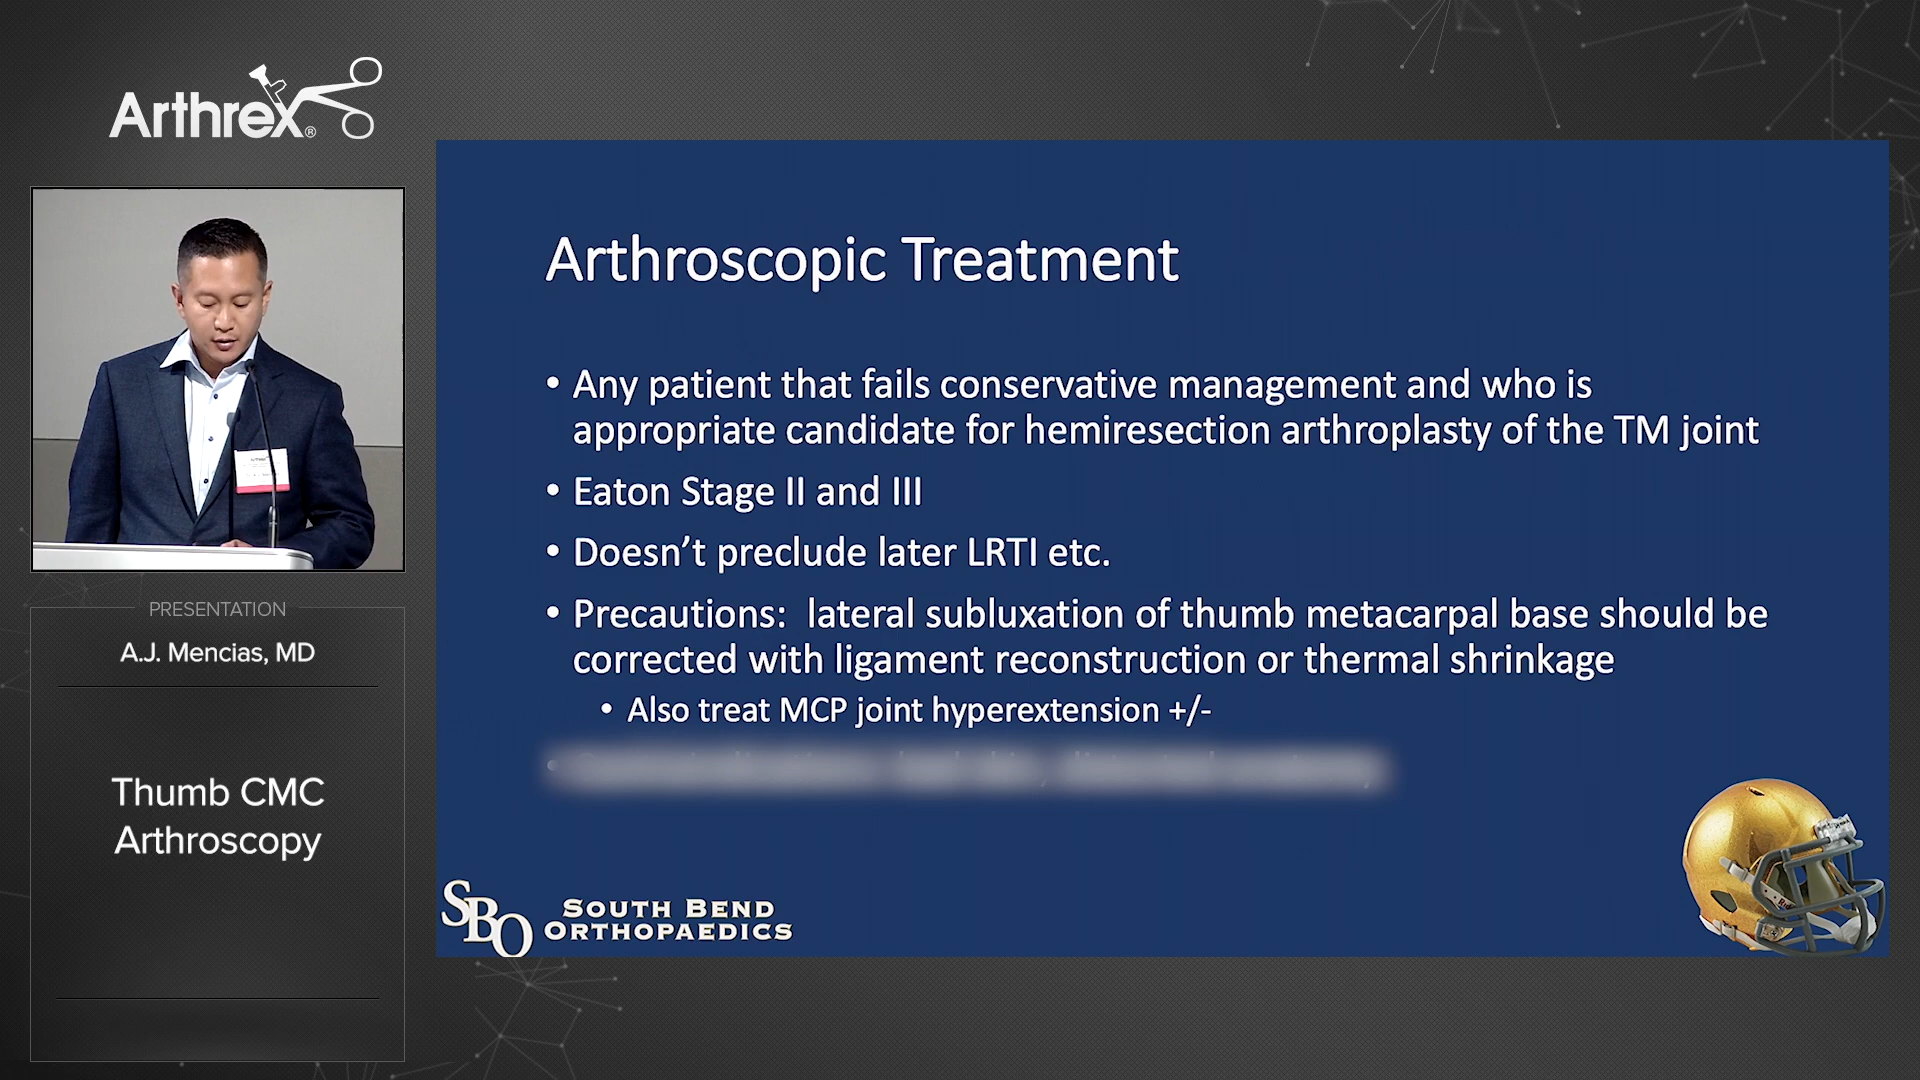 Arthrex®
PRESENTATION
A.J. Mencias, MD
Thumb CMC
Arthroscopy
Arthroscopic Treatment
• Any patient that fails conservative management and who is
appropriate candidate for hemiresection arthroplasty of the TM joint
• Eaton Stage II and III
• Doesn’t preclude later LRTI etc.
• Precautions:  lateral subluxation of thumb metacarpal base should be
corrected with ligament reconstruction or thermal shrinkage
• Also treat MCP joint hyperextension +/-
SBO SOUTH BEND
ORTHOPAEDICS